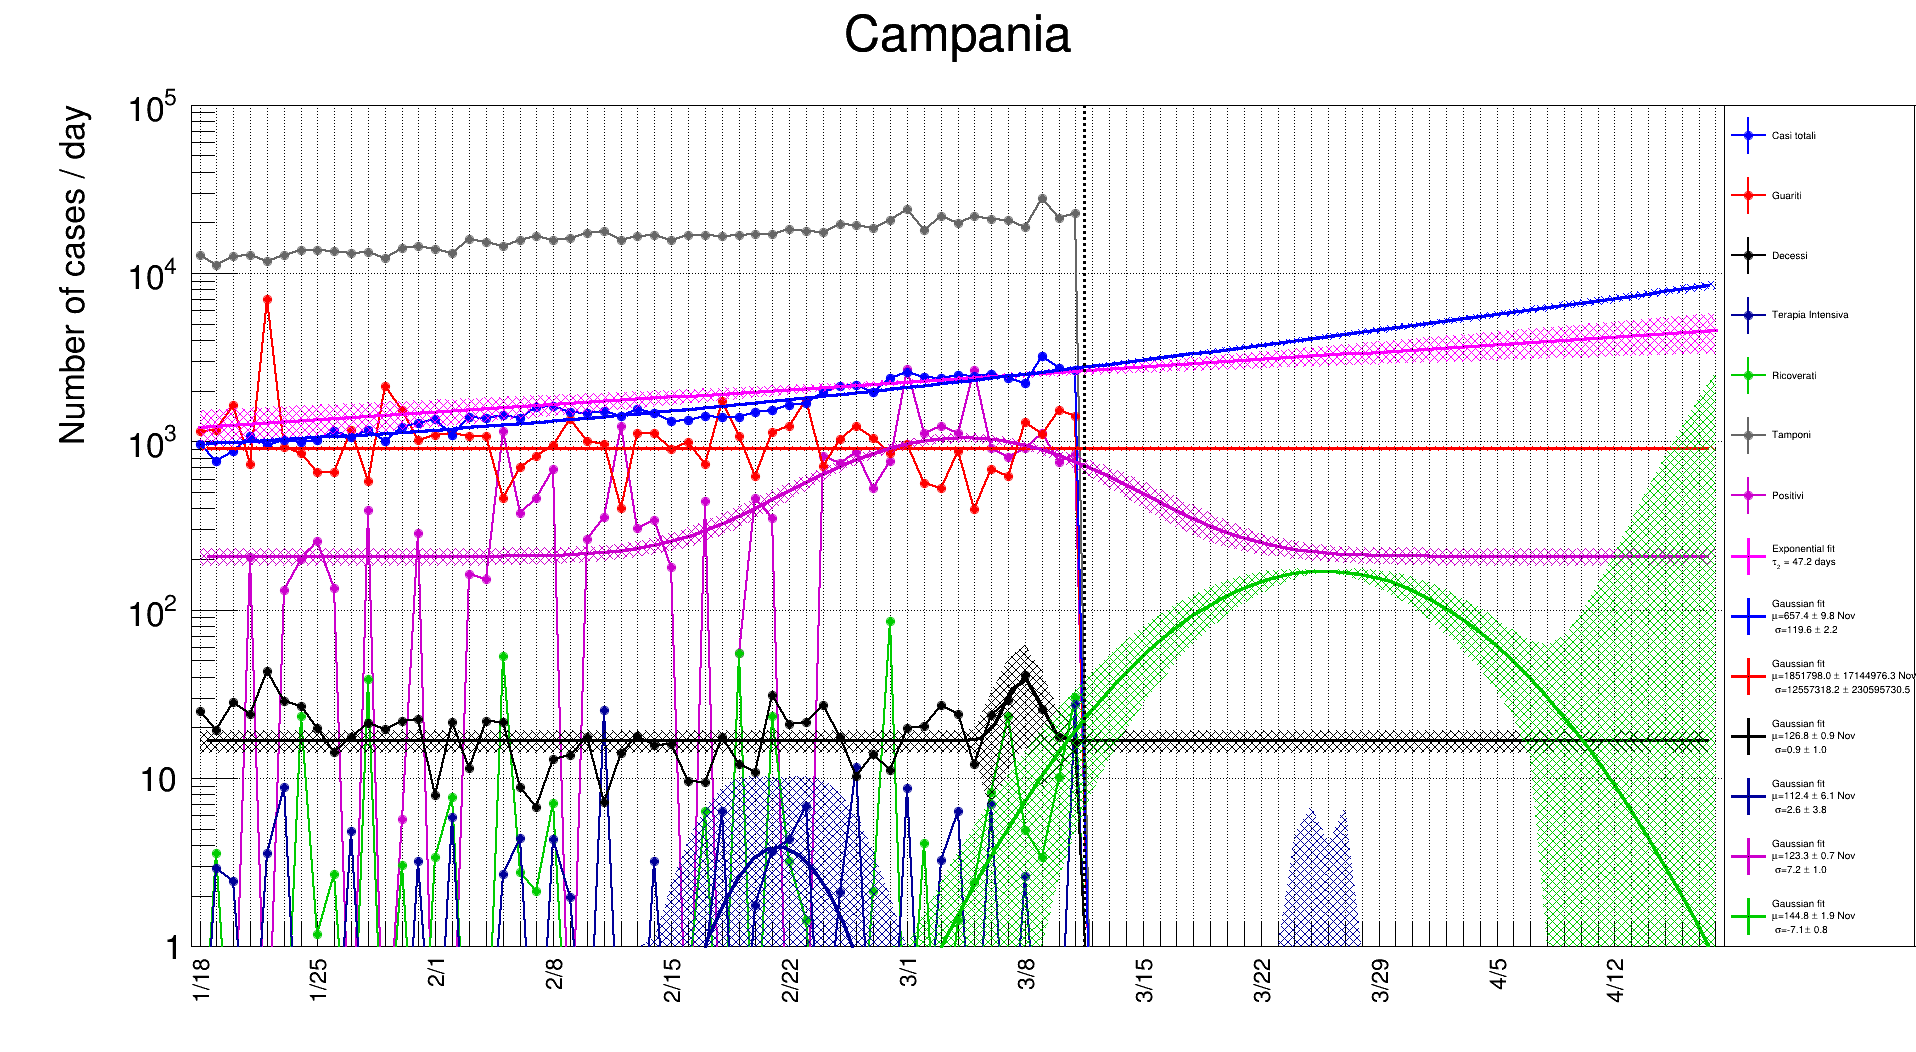 Campania
Number of cases / day
10^5
10^4
10^3
10^2
10
1
1/18
1/25
2/1
2/8
2/15
2/22
3/1
3/8
3/15
3/22
3/29
4/5
4/12
Casi totali
Guariti
Decessi
Terapia Intensiva
Ricoverati
Tamponi
Positivi
Exponential fit
τ_2 = 47.2 days
Gaussian fit
μ=657.4 ± 9.8 Nov
σ=119.6 ± 2.2
Gaussian fit
μ=1851798.0 ± 17144976.3 Nov
σ=12557318.2 ± 230595730.5
Gaussian fit
μ=126.8 ± 0.9 Nov
σ=0.9 ± 1.0
Gaussian fit
μ=112.4 ± 6.1 Nov
σ=2.6 ± 3.8
Gaussian fit
μ=123.3 ± 0.7 Nov
σ=7.2 ± 1.0
Gaussian fit
μ=144.8 ± 1.9 Nov
σ=-7.1± 0.8